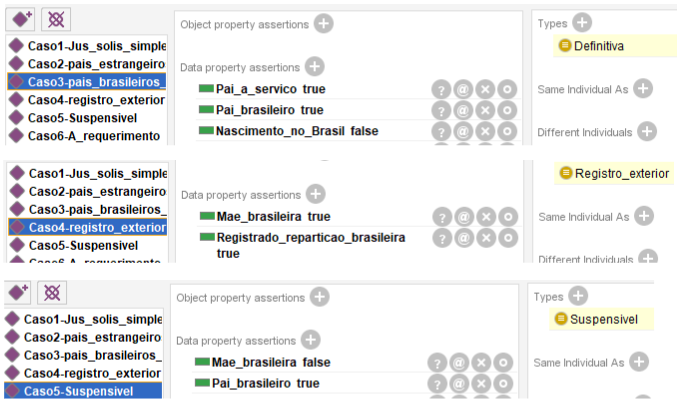 Object property assertions
Types
Caso1-Jus_solis_simple
Definitiva
Caso2-pais_estrangeiro
Data property assertions
Caso3-pais_brasileiros_
Pai_a_servico true
Same Individual As
Caso4-registro_exterior
Pai_brasileiro true
Caso5-Suspensivel
Nascimento_no_Brasil false
Different Individuals
Caso6-A_requerimento
Caso1-Jus_solis_simple
Registro_exterior
Caso2-pais_estrangeiro
Data property assertions
Caso3-pais_brasileiros_
Mae_brasileira true
Same Individual As
Caso4-registro_exterior
Registrado_reparticao_brasileira
true
Caso5-Suspensivel
Caso6-A_requerimento
Different Individuals
Object property assertions
Types
Caso1-Jus_solis_simple
Suspensivel
Caso2-pais_estrangeiro
Data property assertions
Caso3-pais_brasileiros_
Mae_brasileira false
Same Individual As
Caso4-registro_exterior
Pai_brasileiro true
Caso5-Suspensivel